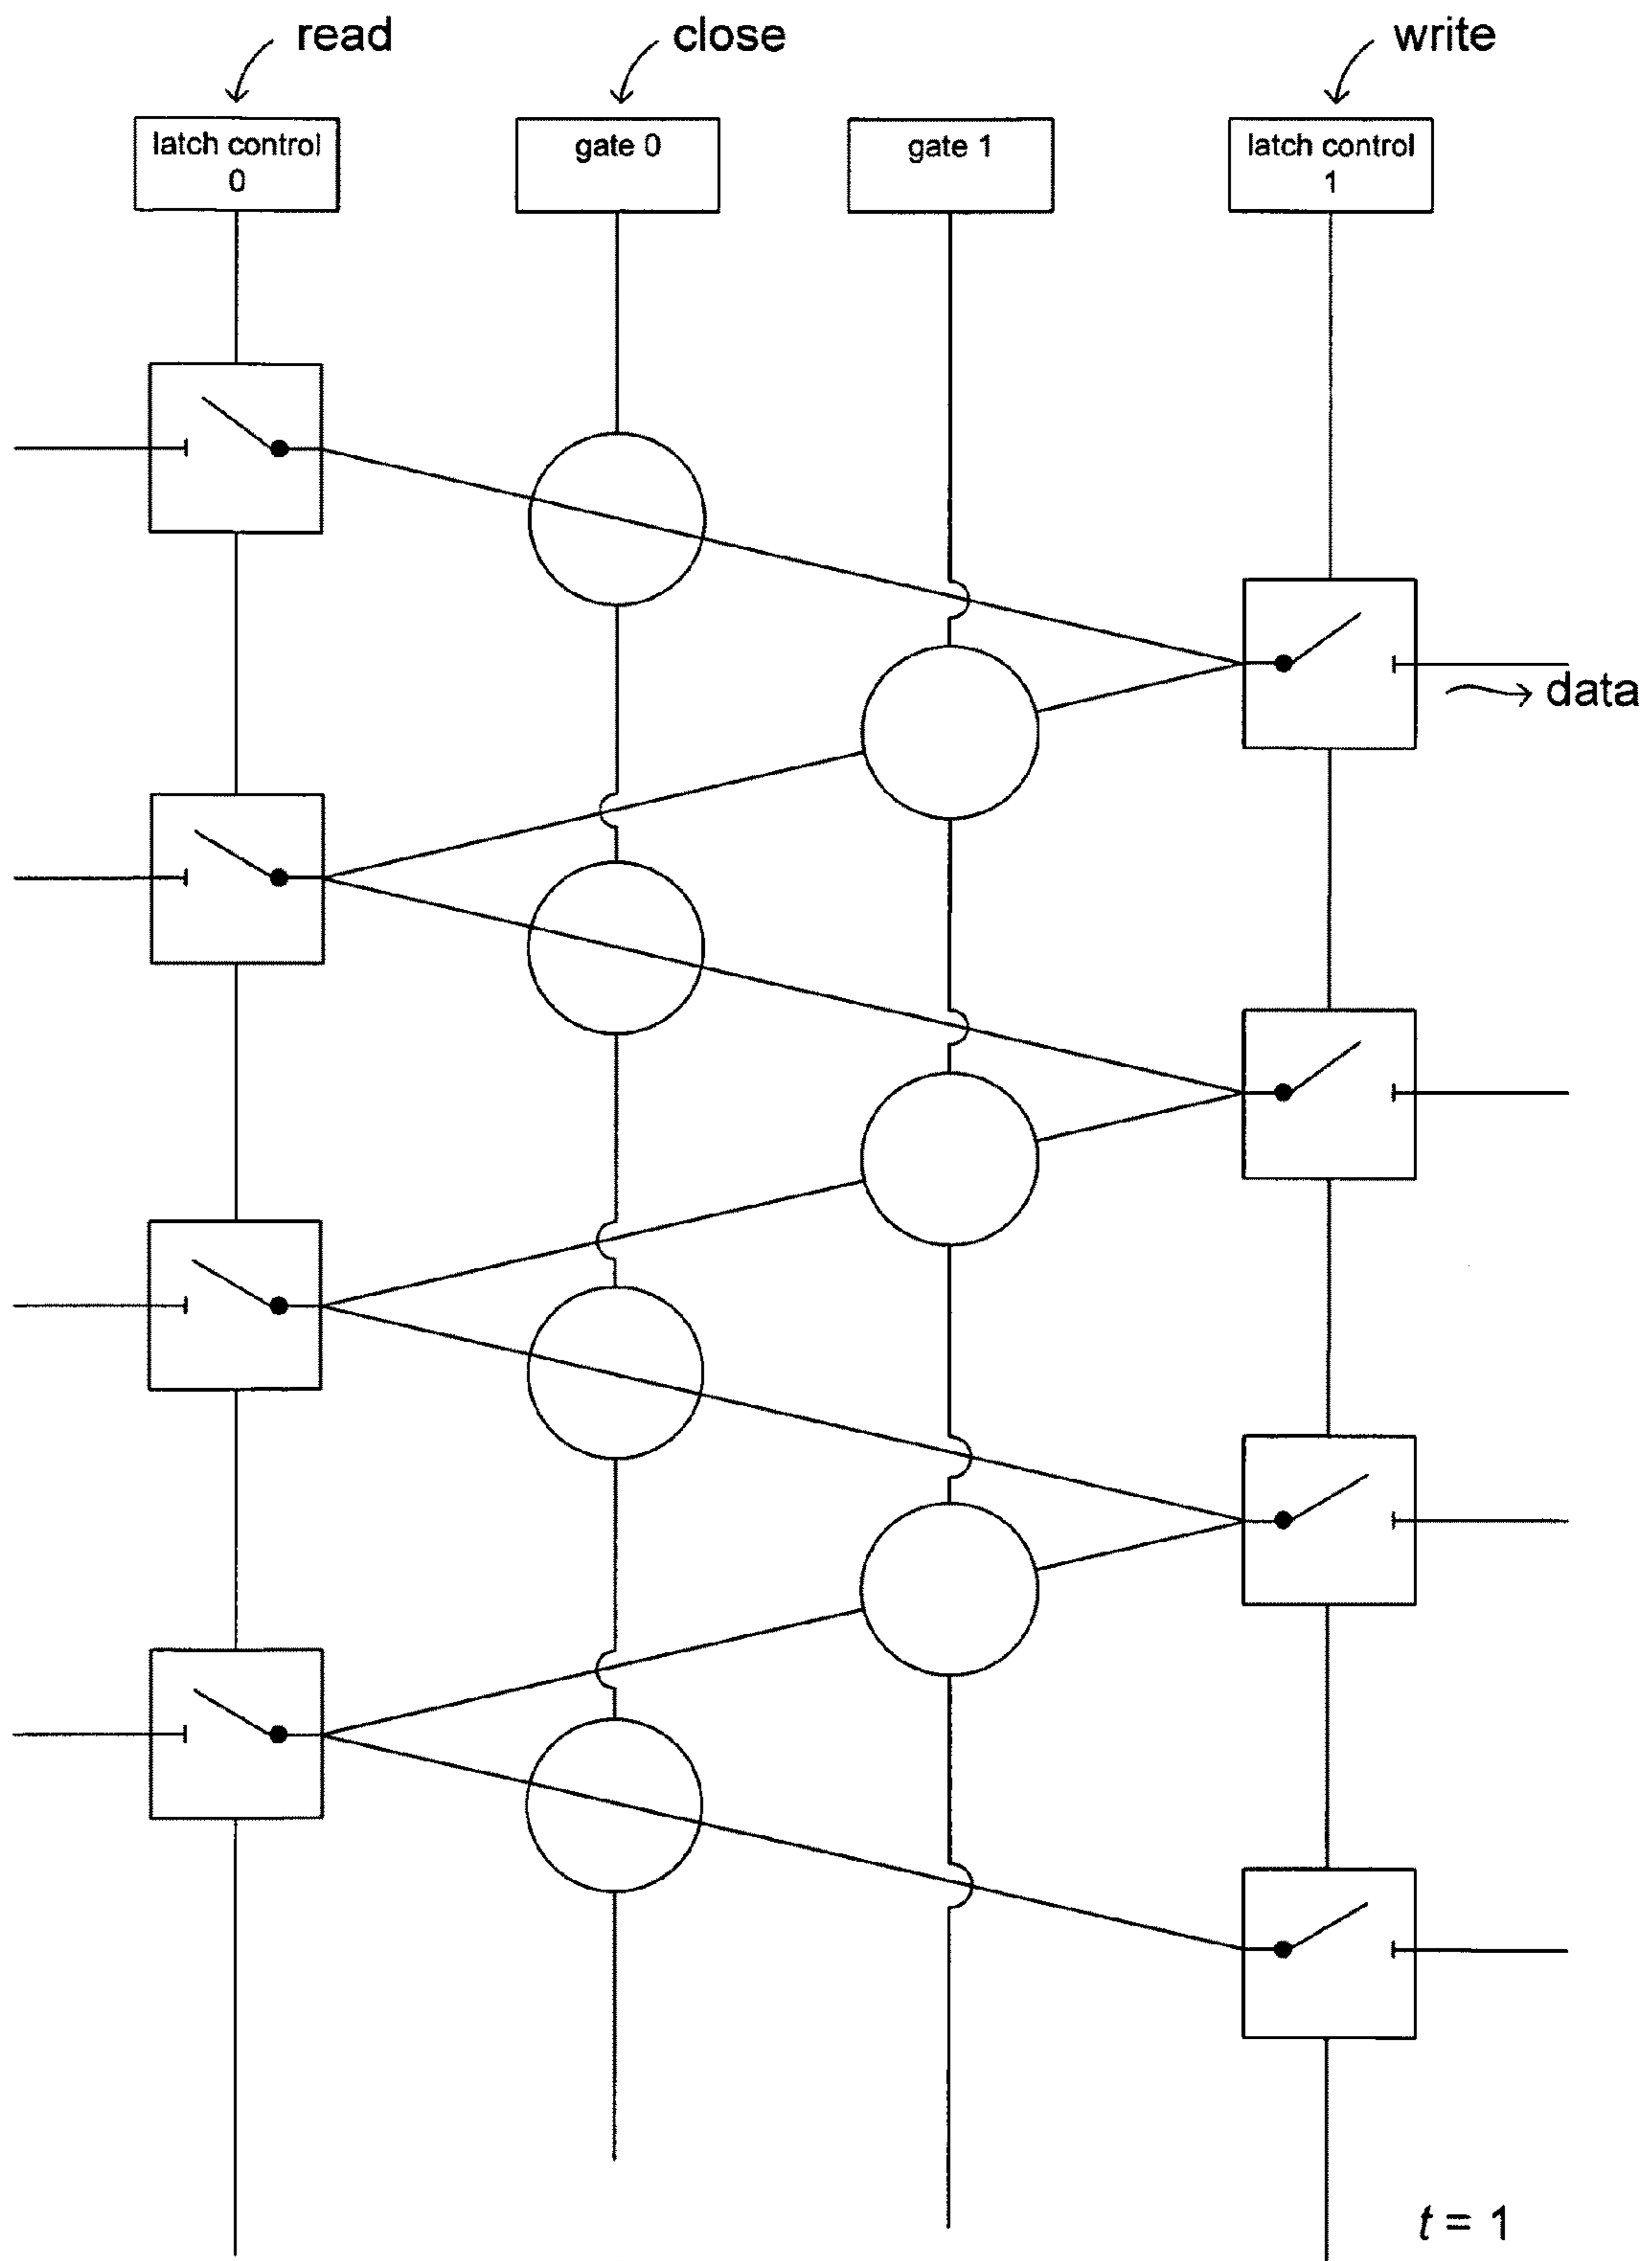 read
close
write
latch control
0
gate 0
gate 1
latch control
1
data
t = 1